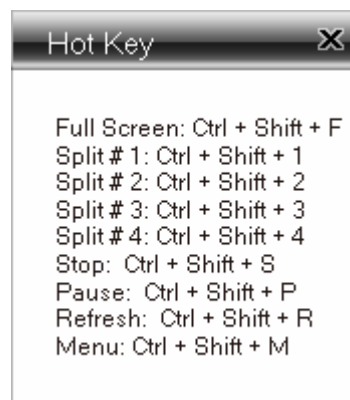 Hot Key
Full Screen: Ctrl + Shift + F
Split # 1: Ctrl + Shift + 1
Split # 2: Ctrl + Shift + 2
Split # 3: Ctrl + Shift + 3
Split # 4: Ctrl + Shift + 4
Stop: Ctrl + Shift + S
Pause: Ctrl + Shift + P
Refresh: Ctrl + Shift + R
Menu: Ctrl + Shift + M